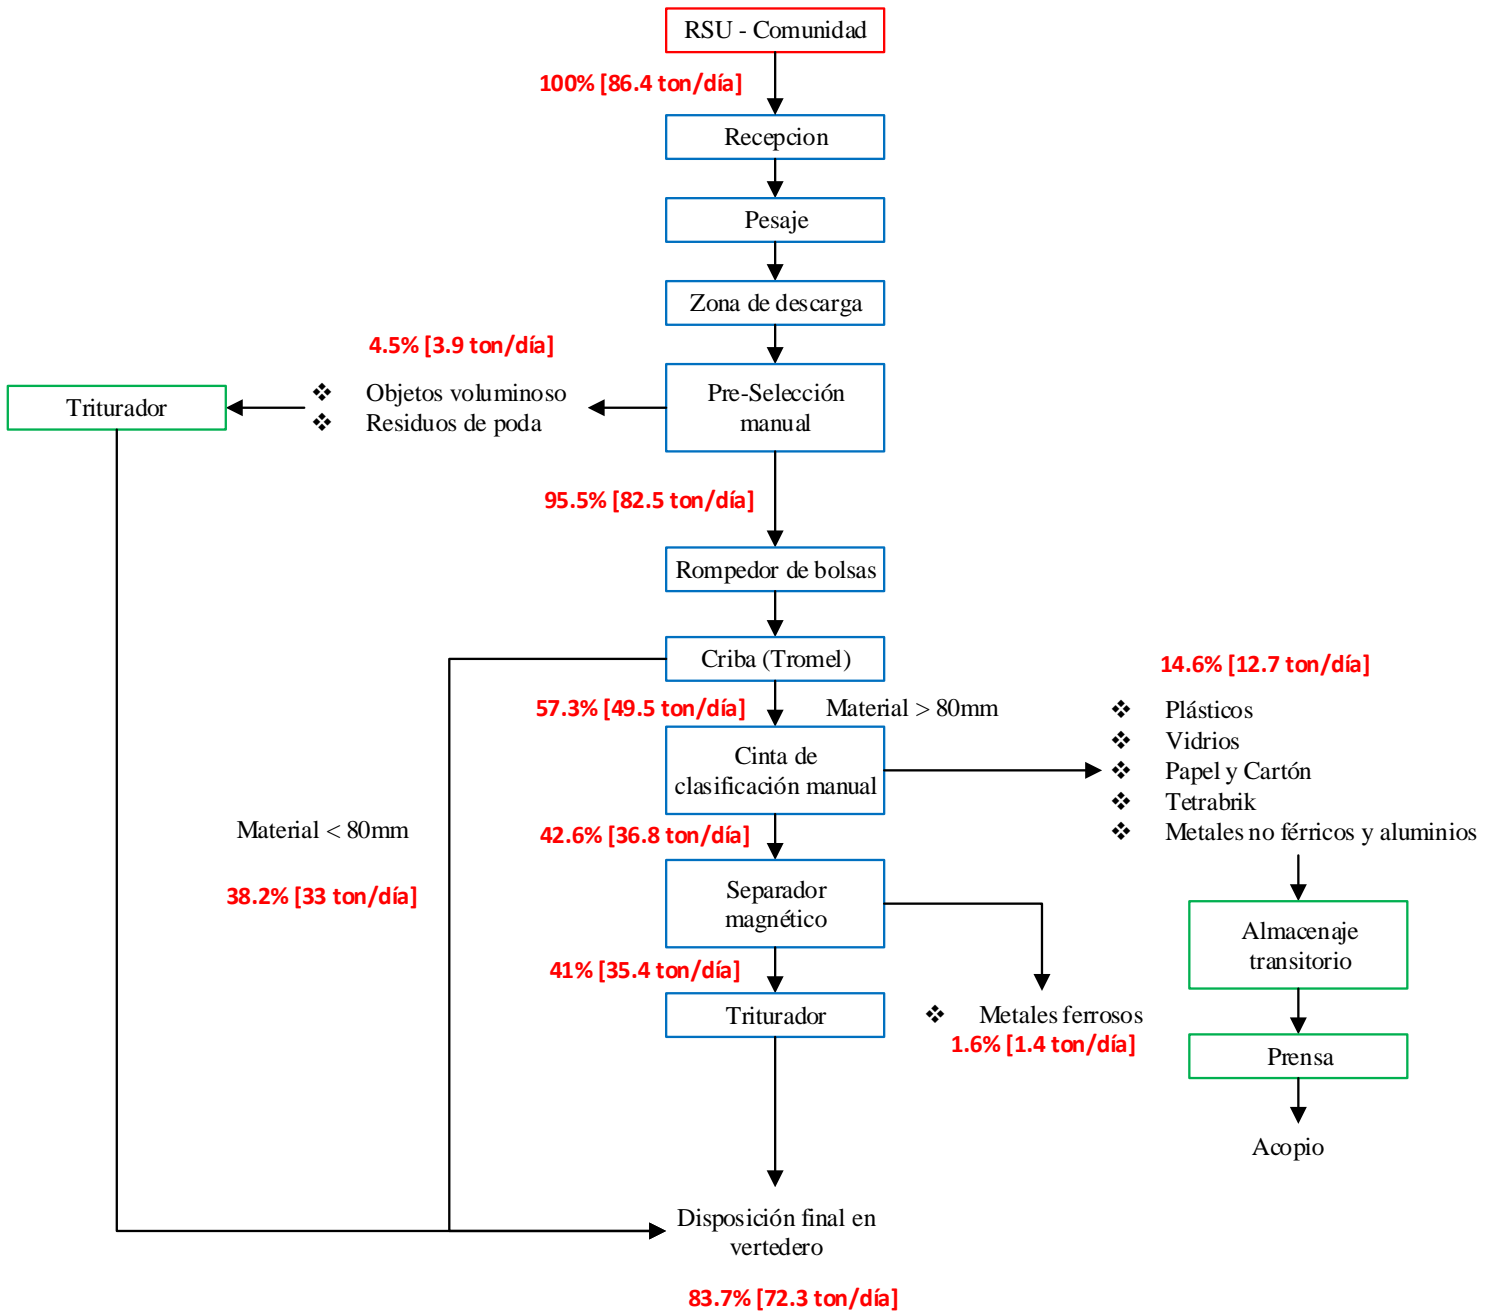 RSU - Comunidad
100% [86.4 ton/día]
Recepcion
Pesaje
Zona de descarga
4.5% [3.9 ton/día]
Triturador
❖ Objetos voluminoso
❖ Residuos de poda
Pre-Selección
manual
95.5% [82.5 ton/día]
Rompedor de bolsas
Criba (Tromel)
14.6% [12.7 ton/día]
57.3% [49.5 ton/día]
Material > 80mm
❖ Plásticos
❖ Vidrios
❖ Papel y Cartón
❖ Tetrabrik
❖ Metales no férricos y aluminios
Cinta de
clasificación manual
Material < 80mm
42.6% [36.8 ton/día]
38.2% [33 ton/día]
Separador
magnético
Almacenaje
transitorio
41% [35.4 ton/día]
Triturador
❖ Metales ferrosos
1.6% [1.4 ton/día]
Prensa
Acopio
Disposición final en
vertedero
83.7% [72.3 ton/día]